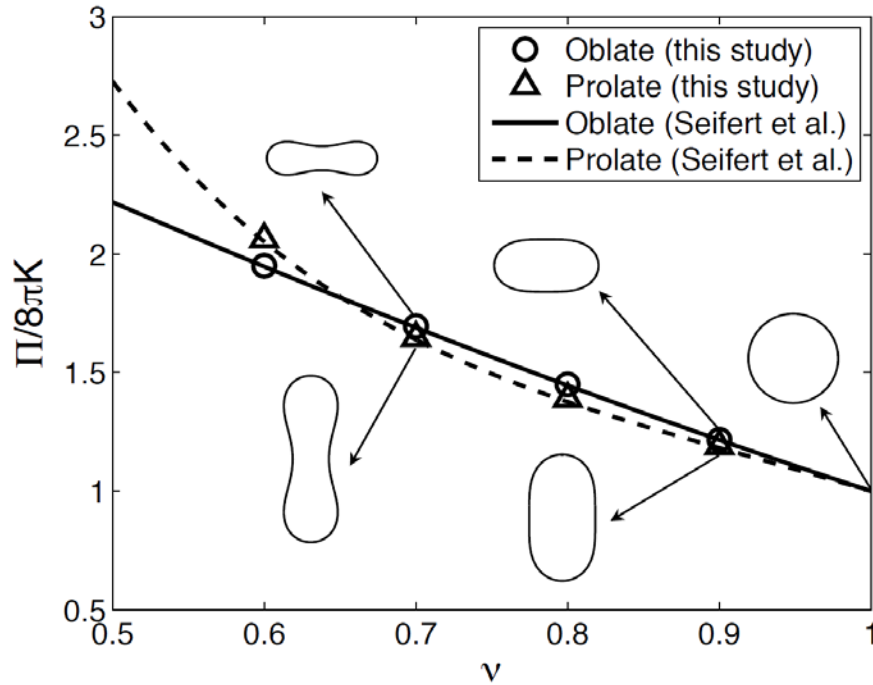 3
2.5
2
1.5
1
0.5
Π/8πK
Oblate (this study)
Prolate (this study)
Oblate (Seifert et al.)
Prolate (Seifert et al.)
0.5 0.6 0.7 0.8 0.9 1
ν